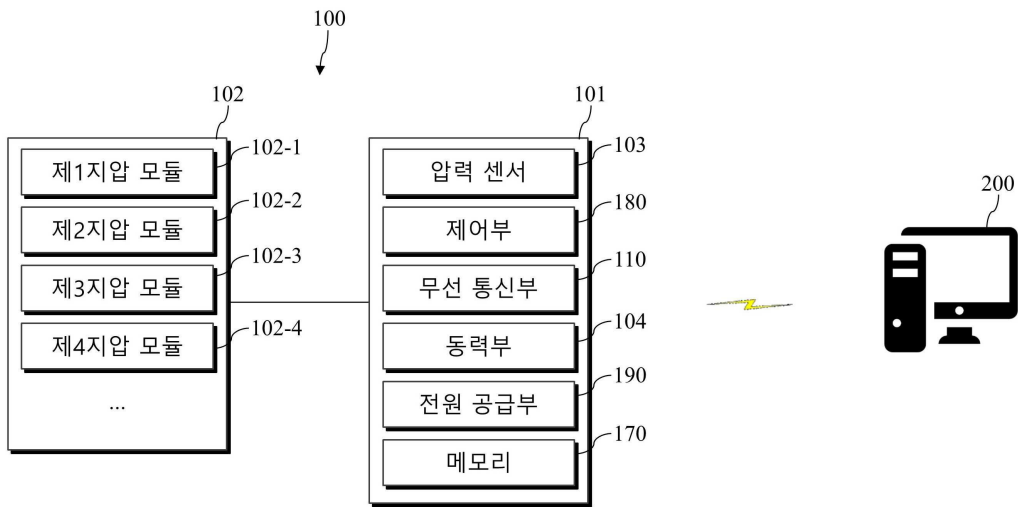 100
102
제1지압 모듈
102-1
제2지압 모듈
102-2
제3지압 모듈
102-3
제4지압 모듈
102-4
...
101
압력 센서
103
제어부
180
무선 통신부
110
동력부
104
전원 공급부
190
메모리
170
200